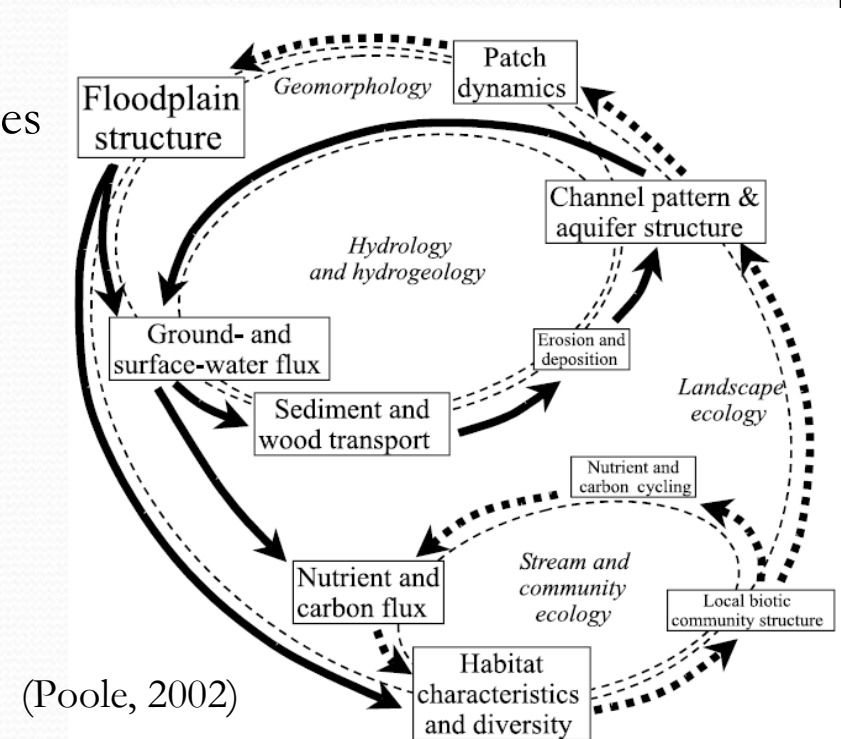 Patch
dynamics
Geomorphology
Floodplain
structure
es
Channel pattern &
aquifer structure
Hydrology
and hydrogeology
Ground- and
surface-water flux
Erosion and
deposition
Sediment and
wood transport
Landscape
ecology
Nutrient and
carbon cycling
Stream and
community
ecology
Nutrient and
carbon flux
Local biotic
community structure
Habitat
characteristics
and diversity
(Poole, 2002)